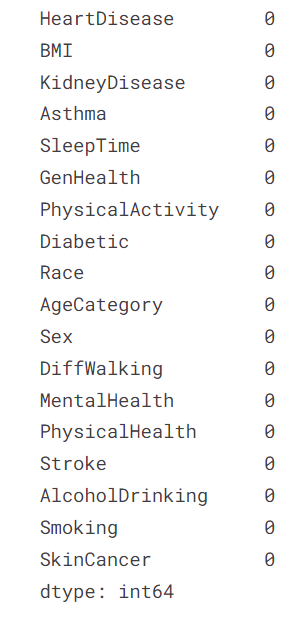 HeartDisease 0
BMI 0
KidneyDisease 0
Asthma 0
SleepTime 0
GenHealth 0
PhysicalActivity 0
Diabetic 0
Race 0
AgeCategory 0
Sex 0
DiffWalking 0
MentalHealth 0
PhysicalHealth 0
Stroke 0
AlcoholDrinking 0
Smoking 0
SkinCancer 0
dtype: int64